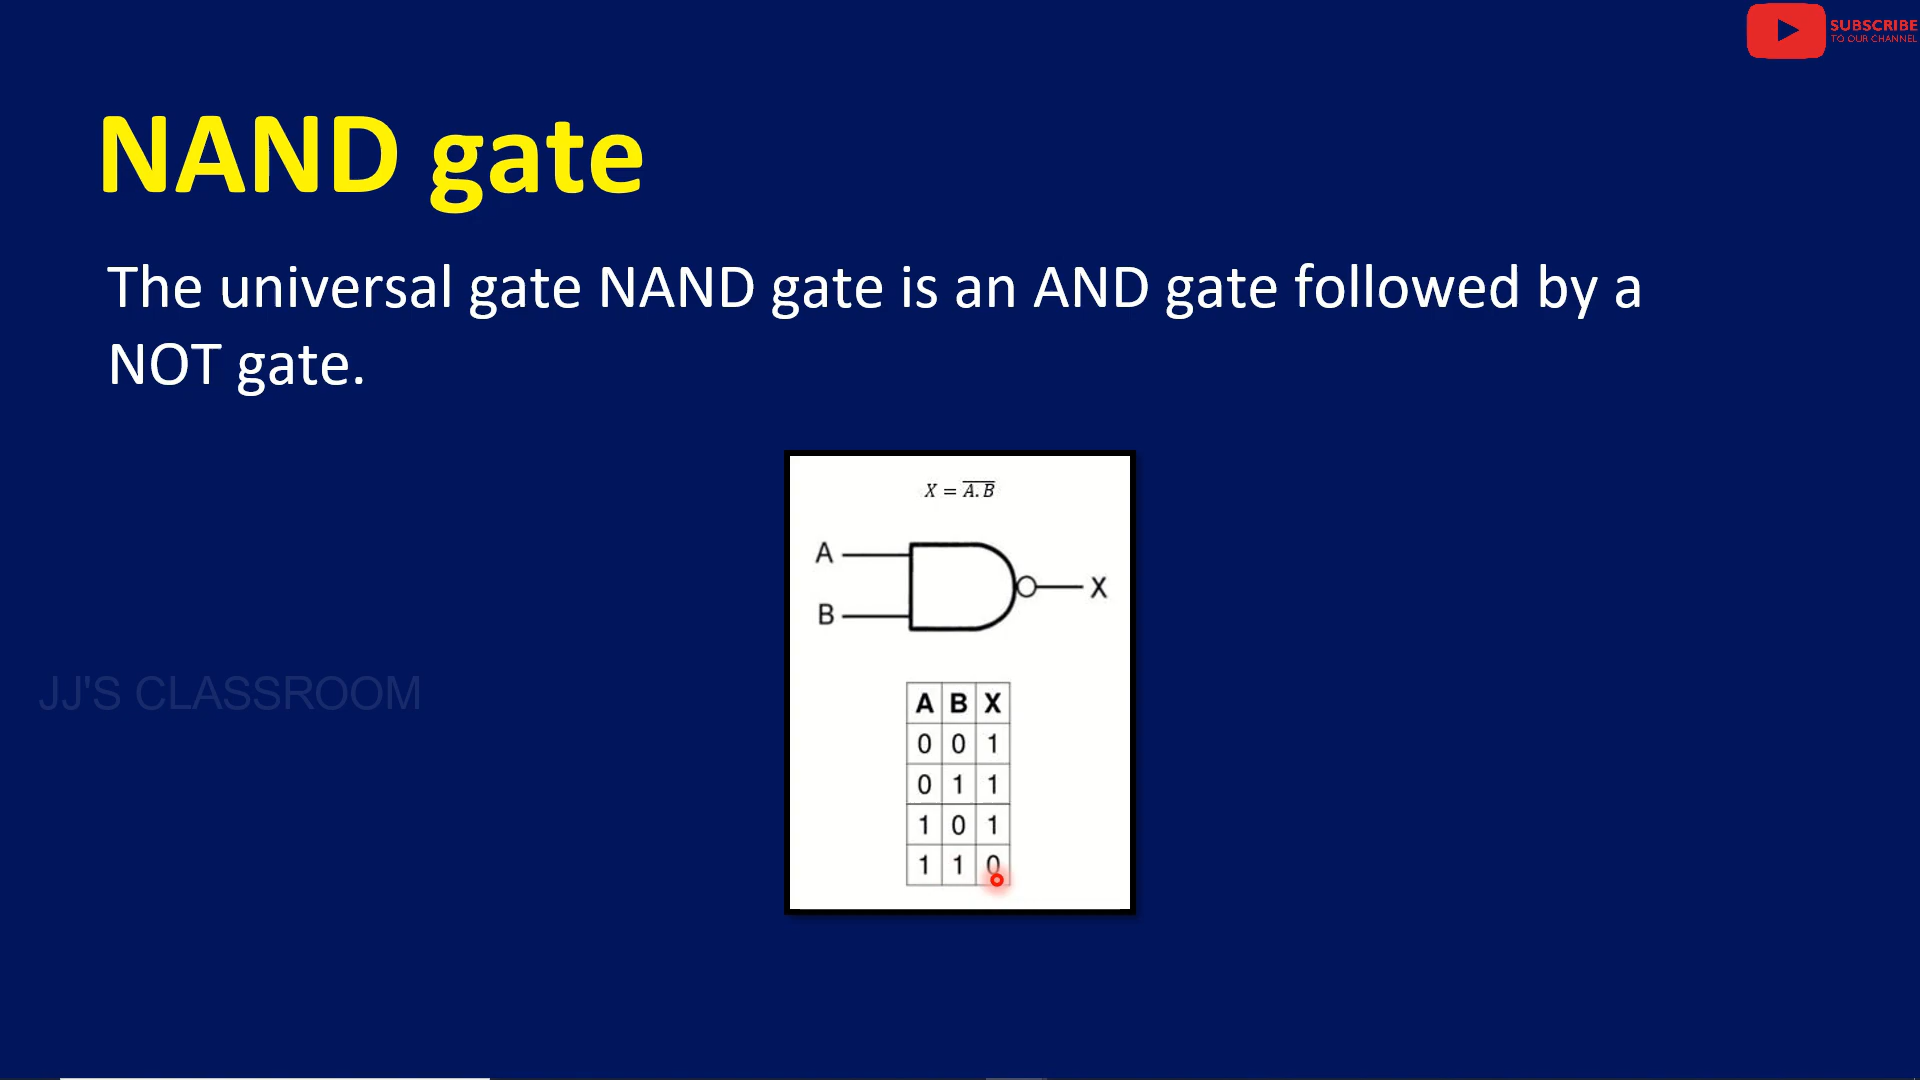 SUBSCRIBE
TO OUR CHANNEL
NAND gate
The universal gate NAND gate is an AND gate followed by a
NOT gate.
X = \overline{A.B}
A
X
B
JJ'S CLASSROOM
A B X
0 0 1
0 1 1
1 0 1
1 1 0